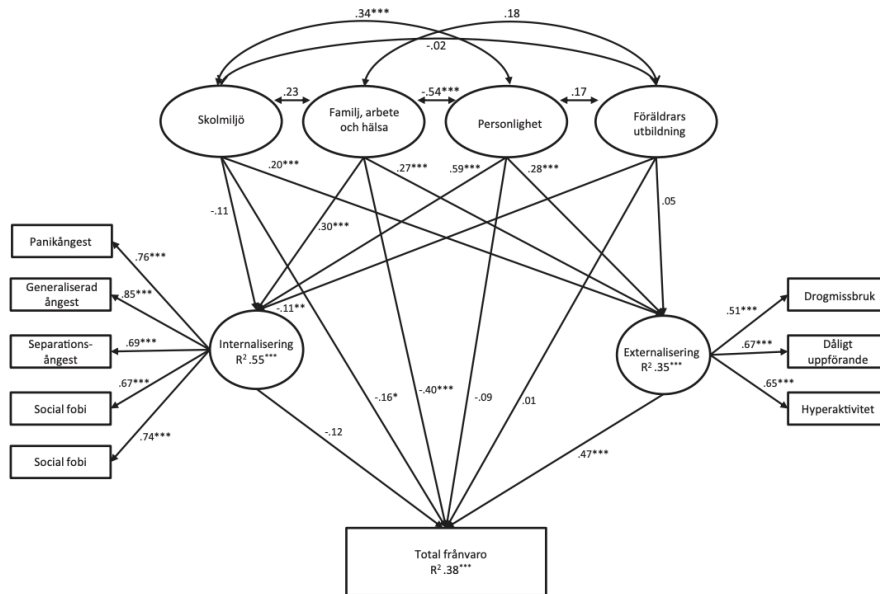 .34***
.18
-.02
Skolmiljö
.23
Familj, arbete
och hälsa
-.54***
Personlighet
.17
Föräldrars
utbildning
.20***
.27***
.59***
.28***
-.11
.30***
.05
Panikångest
.76***
Generaliserad
ångest
.85***
Separations-
ångest
.69***
Social fobi
.67***
Social fobi
.74***
-.11**
Internalisering
R² .55***
Externalisering
R² .35***
.51***
Drogmissbruk
.67***
Dåligt
uppförande
.65***
Hyperaktivitet
-.12
-.16*
-.40***
-.09
.01
.47***
Total frånvaro
R² .38***